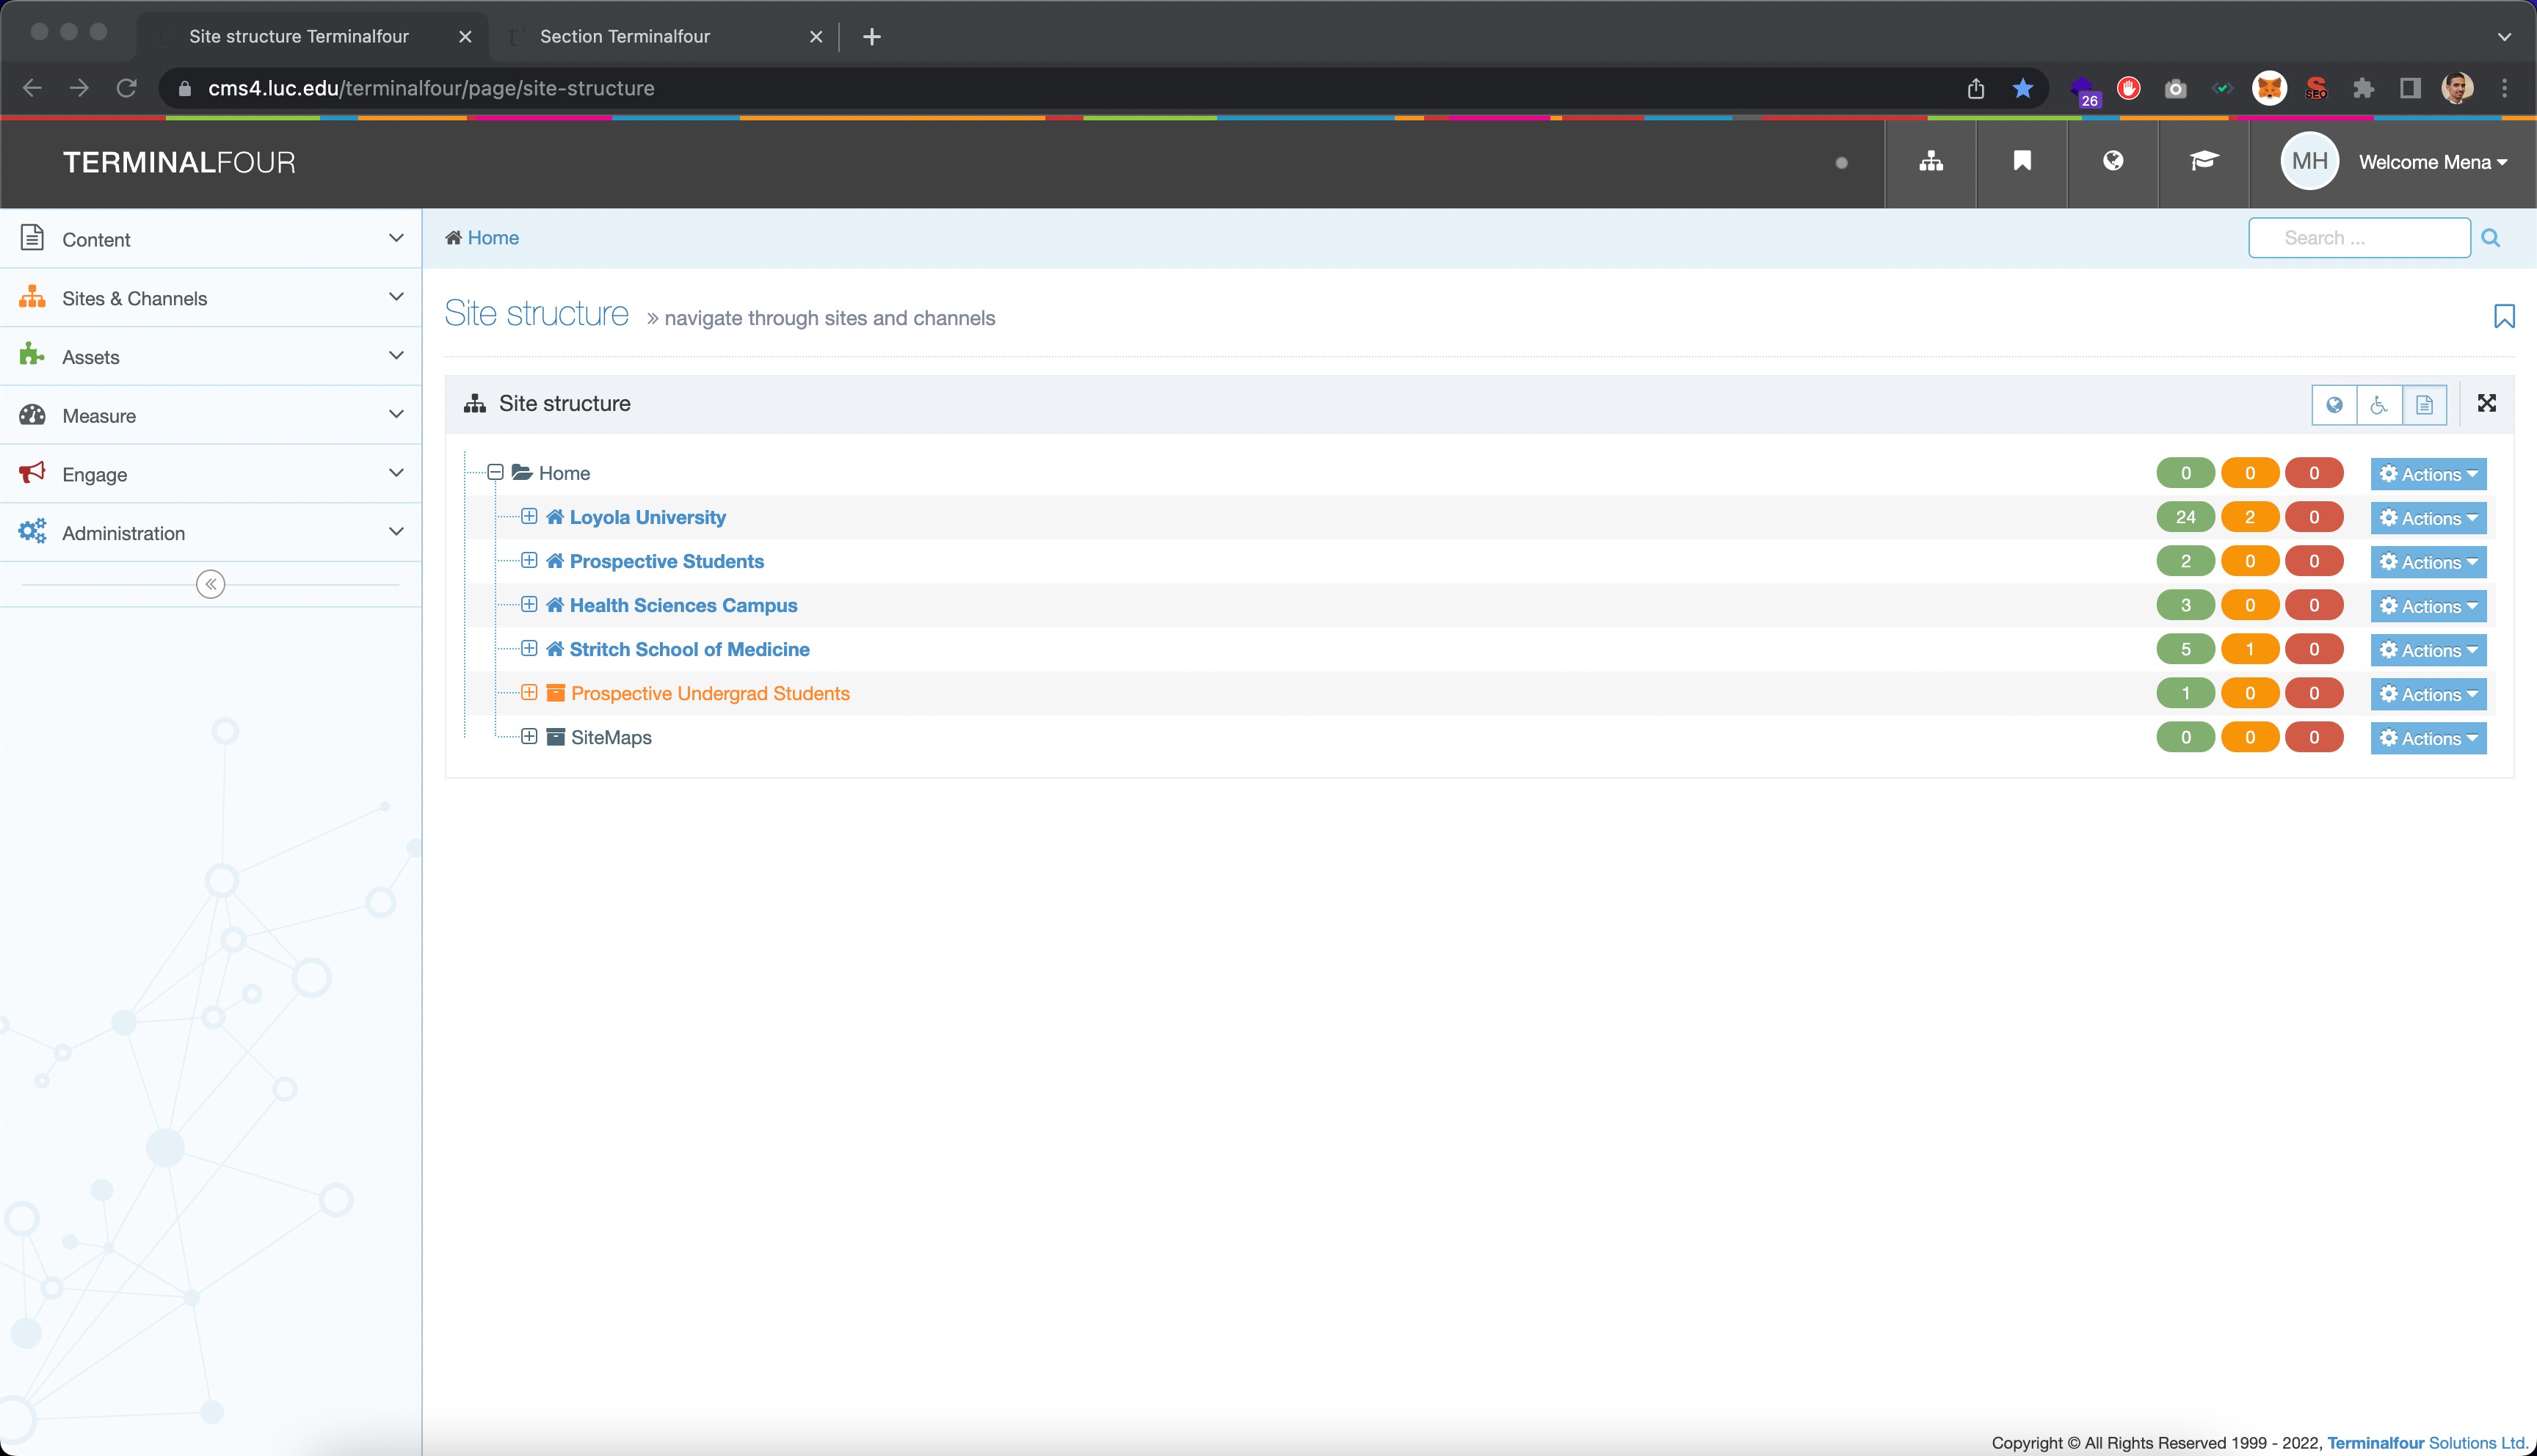 Site structure Terminalfour
Section Terminalfour
cms4.luc.edu/terminalfour/page/site-structure
26
SEO
TERMINALFOUR
MH
Welcome Mena
Content
Sites & Channels
Assets
Measure
Engage
Administration
Home
Search ...
Site structure » navigate through sites and channels
Site structure
Home 0 0 0 Actions
Loyola University 24 2 0 Actions
Prospective Students 2 0 0 Actions
Health Sciences Campus 3 0 0 Actions
Stritch School of Medicine 5 1 0 Actions
Prospective Undergrad Students 1 0 0 Actions
SiteMaps 0 0 0 Actions
Copyright © All Rights Reserved 1999 - 2022, Terminalfour Solutions Ltd.